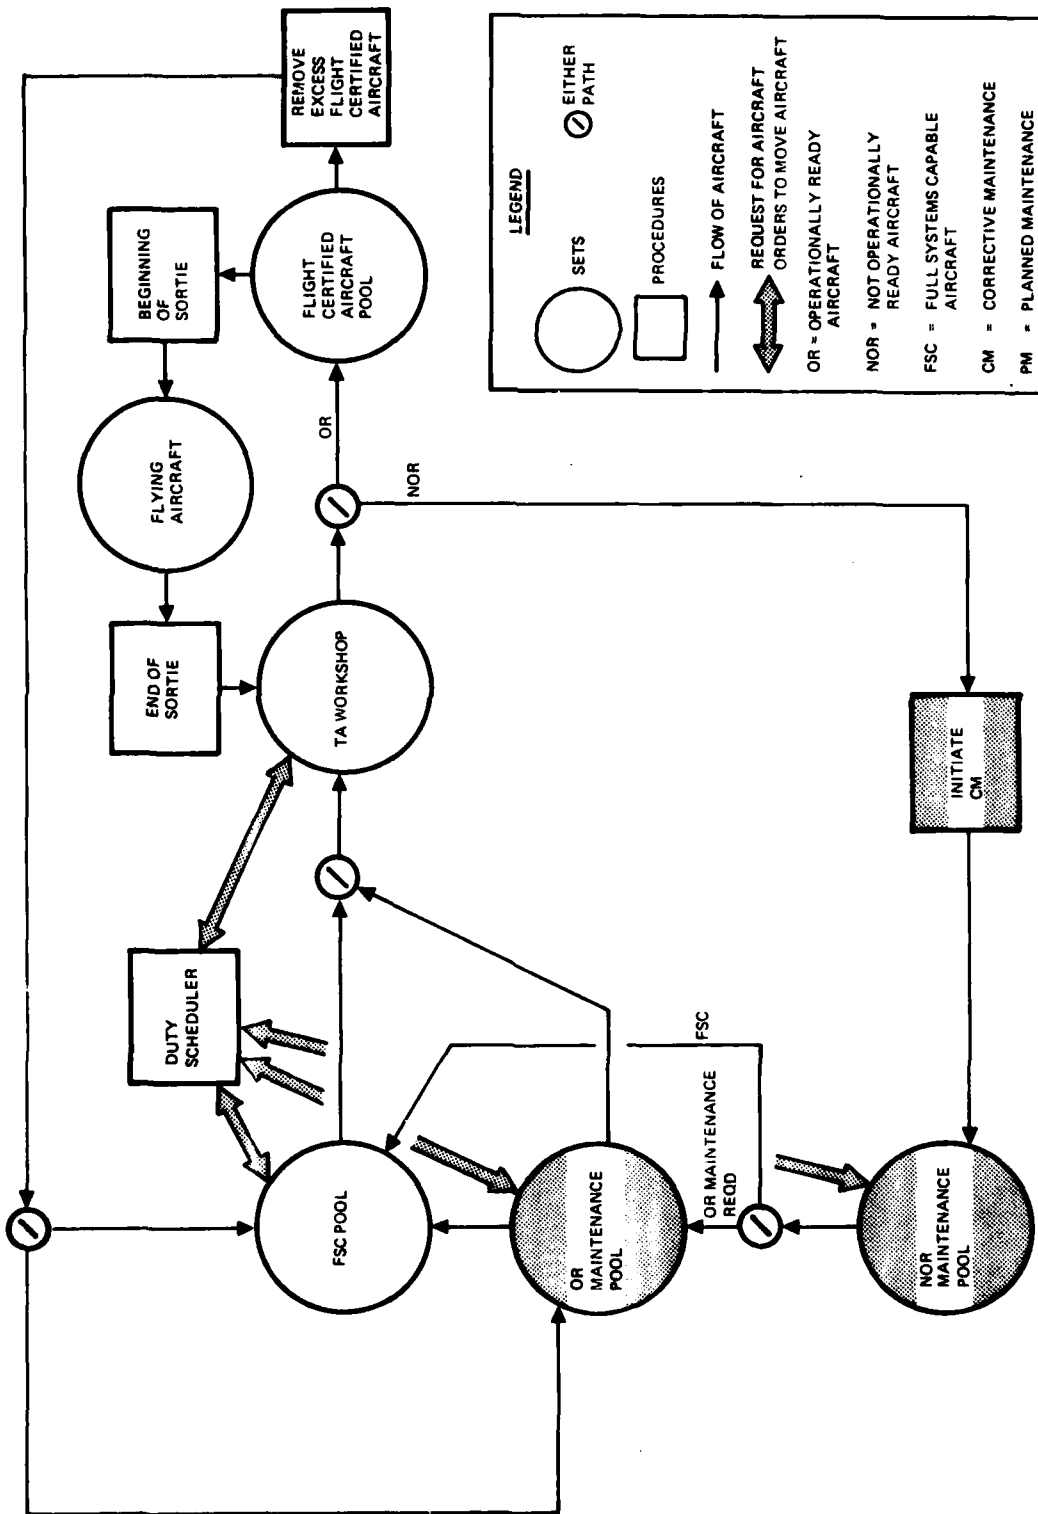 REMOVE
EXCESS
FLIGHT
CERTIFIED
AIRCRAFT
BEGINNING
OF
SORTIE
FLIGHT
CERTIFIED
AIRCRAFT
POOL
FLYING
AIRCRAFT
OR
NOR
END OF
SORTIE
TA WORKSHOP
DUTY
SCHEDULER
FSC POOL
FSC
OR MAINTENANCE
REQD
OR
MAINTENANCE
POOL
NOR
MAINTENANCE
POOL
INITIATE
CM
LEGEND
SETS
EITHER
PATH
PROCEDURES
FLOW OF AIRCRAFT
REQUEST FOR AIRCRAFT
ORDERS TO MOVE AIRCRAFT
OR = OPERATIONALLY READY
AIRCRAFT
NOR = NOT OPERATIONALLY
READY AIRCRAFT
FSC = FULL SYSTEMS CAPABLE
AIRCRAFT
CM = CORRECTIVE MAINTENANCE
PM = PLANNED MAINTENANCE